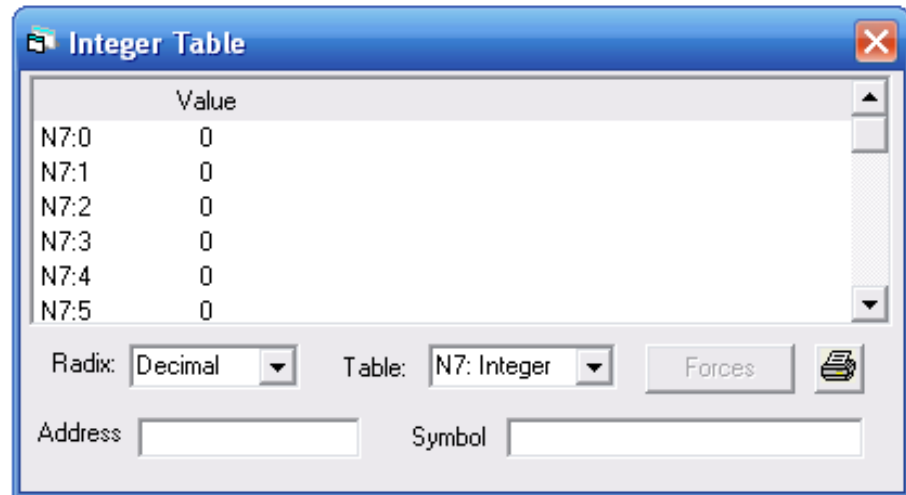 Integer Table
Value
N7:0 0
N7:1 0
N7:2 0
N7:3 0
N7:4 0
N7:5 0
Radix: Decimal Table: N7: Integer Forces
Address Symbol